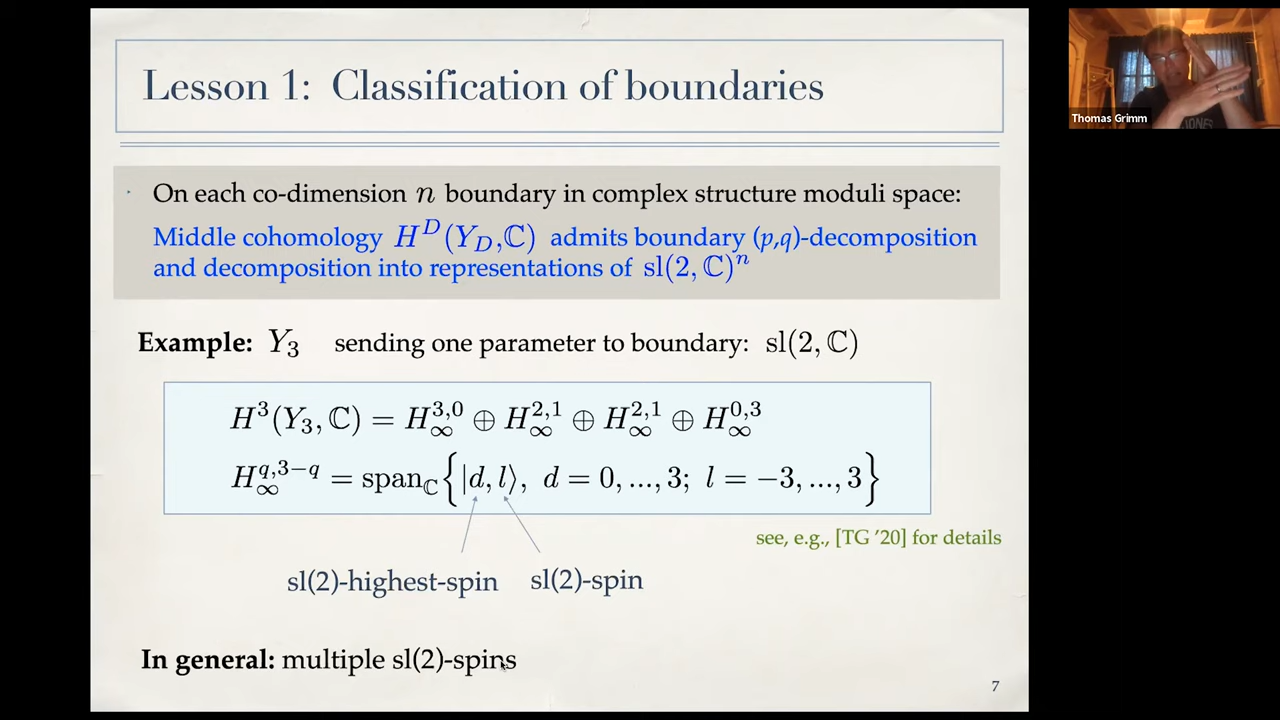 Lesson 1: Classification of boundaries
· On each co-dimension n boundary in complex structure moduli space:
Middle cohomology H^D(Y_D, ℂ) admits boundary (p,q)-decomposition
and decomposition into representations of sl(2, ℂ)^n
Example: Y_3 sending one parameter to boundary: sl(2, ℂ)
H^3(Y_3, ℂ) = H_∞^{3,0} ⊕ H_∞^{2,1} ⊕ H_∞^{2,1} ⊕ H_∞^{0,3}
H_∞^{q,3−q} = span_ℂ{|d, l⟩, d = 0, ..., 3; l = −3, ..., 3}
see, e.g., [TG '20] for details
sl(2)-highest-spin sl(2)-spin
In general: multiple sl(2)-spins
7
Thomas Grimm